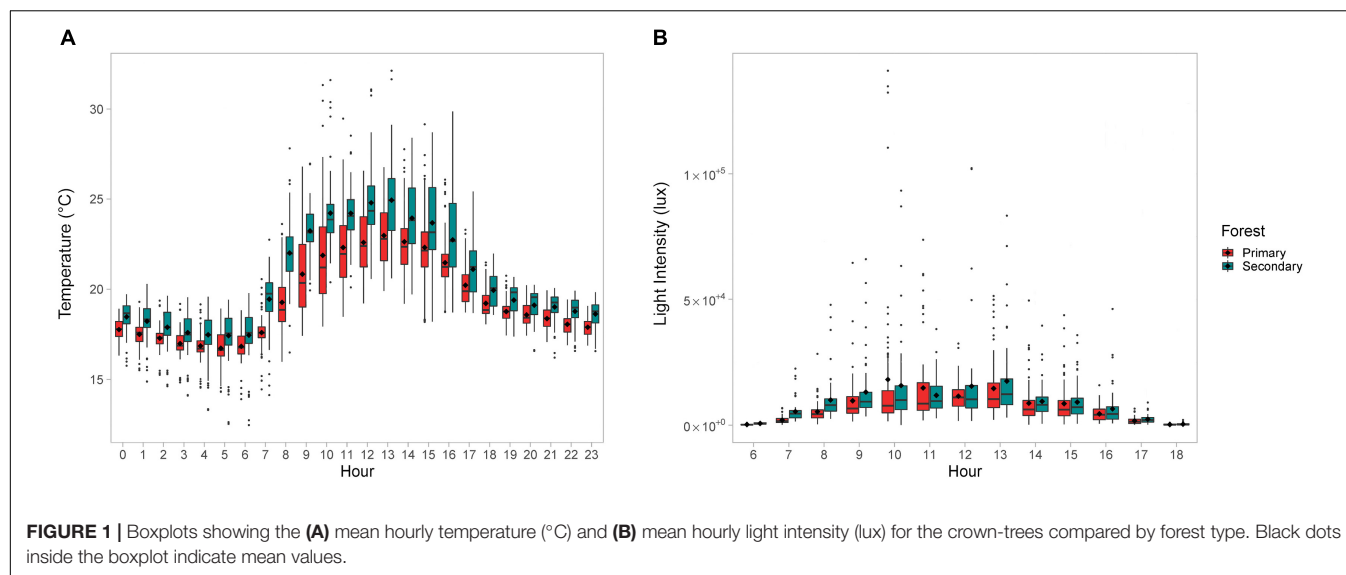 A
B
30
25
20
15
Temperature (°C)
0 1 2 3 4 5 6 7 8 9 10 11 12 13 14 15 16 17 18 19 20 21 22 23
Hour
1 × 10⁺⁵
5 × 10⁺⁴
0 × 10⁺⁰
Light Intensity (lux)
6 7 8 9 10 11 12 13 14 15 16 17 18
Hour
Forest
Primary
Secondary
FIGURE 1 | Boxplots showing the (A) mean hourly temperature (°C) and (B) mean hourly light intensity (lux) for the crown-trees compared by forest type. Black dots
inside the boxplot indicate mean values.